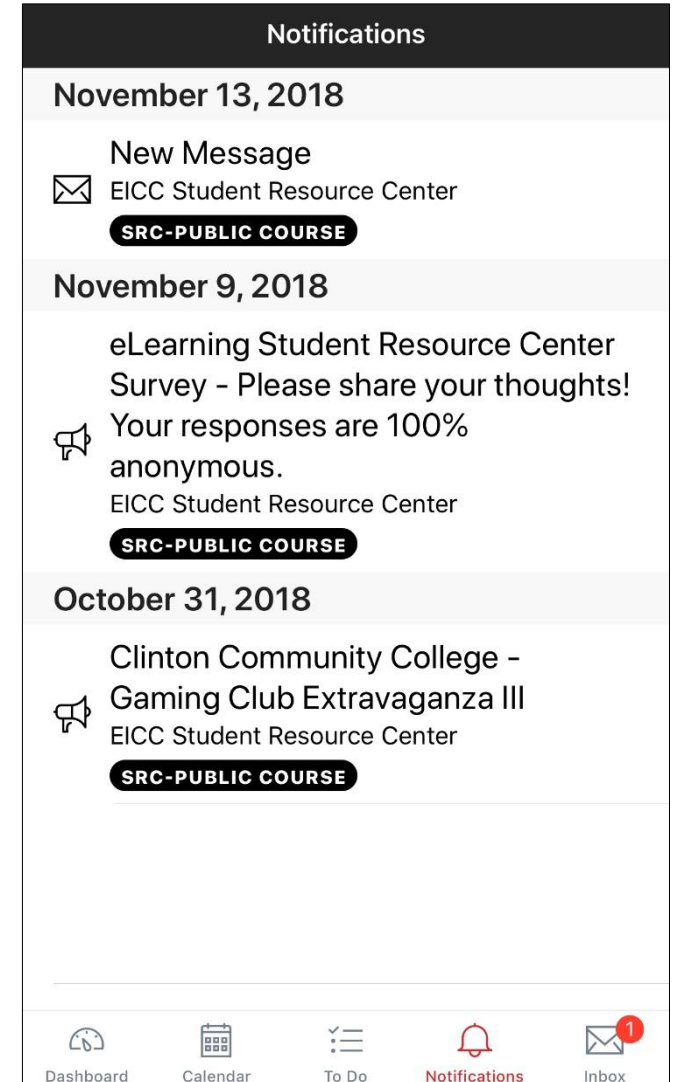 Notifications
November 13, 2018
New Message
EICC Student Resource Center
SRC-PUBLIC COURSE
November 9, 2018
eLearning Student Resource Center
Survey - Please share your thoughts!
Your responses are 100%
anonymous.
EICC Student Resource Center
SRC-PUBLIC COURSE
October 31, 2018
Clinton Community College -
Gaming Club Extravaganza III
EICC Student Resource Center
SRC-PUBLIC COURSE
1
Dashboard Calendar To Do Notifications Inbox